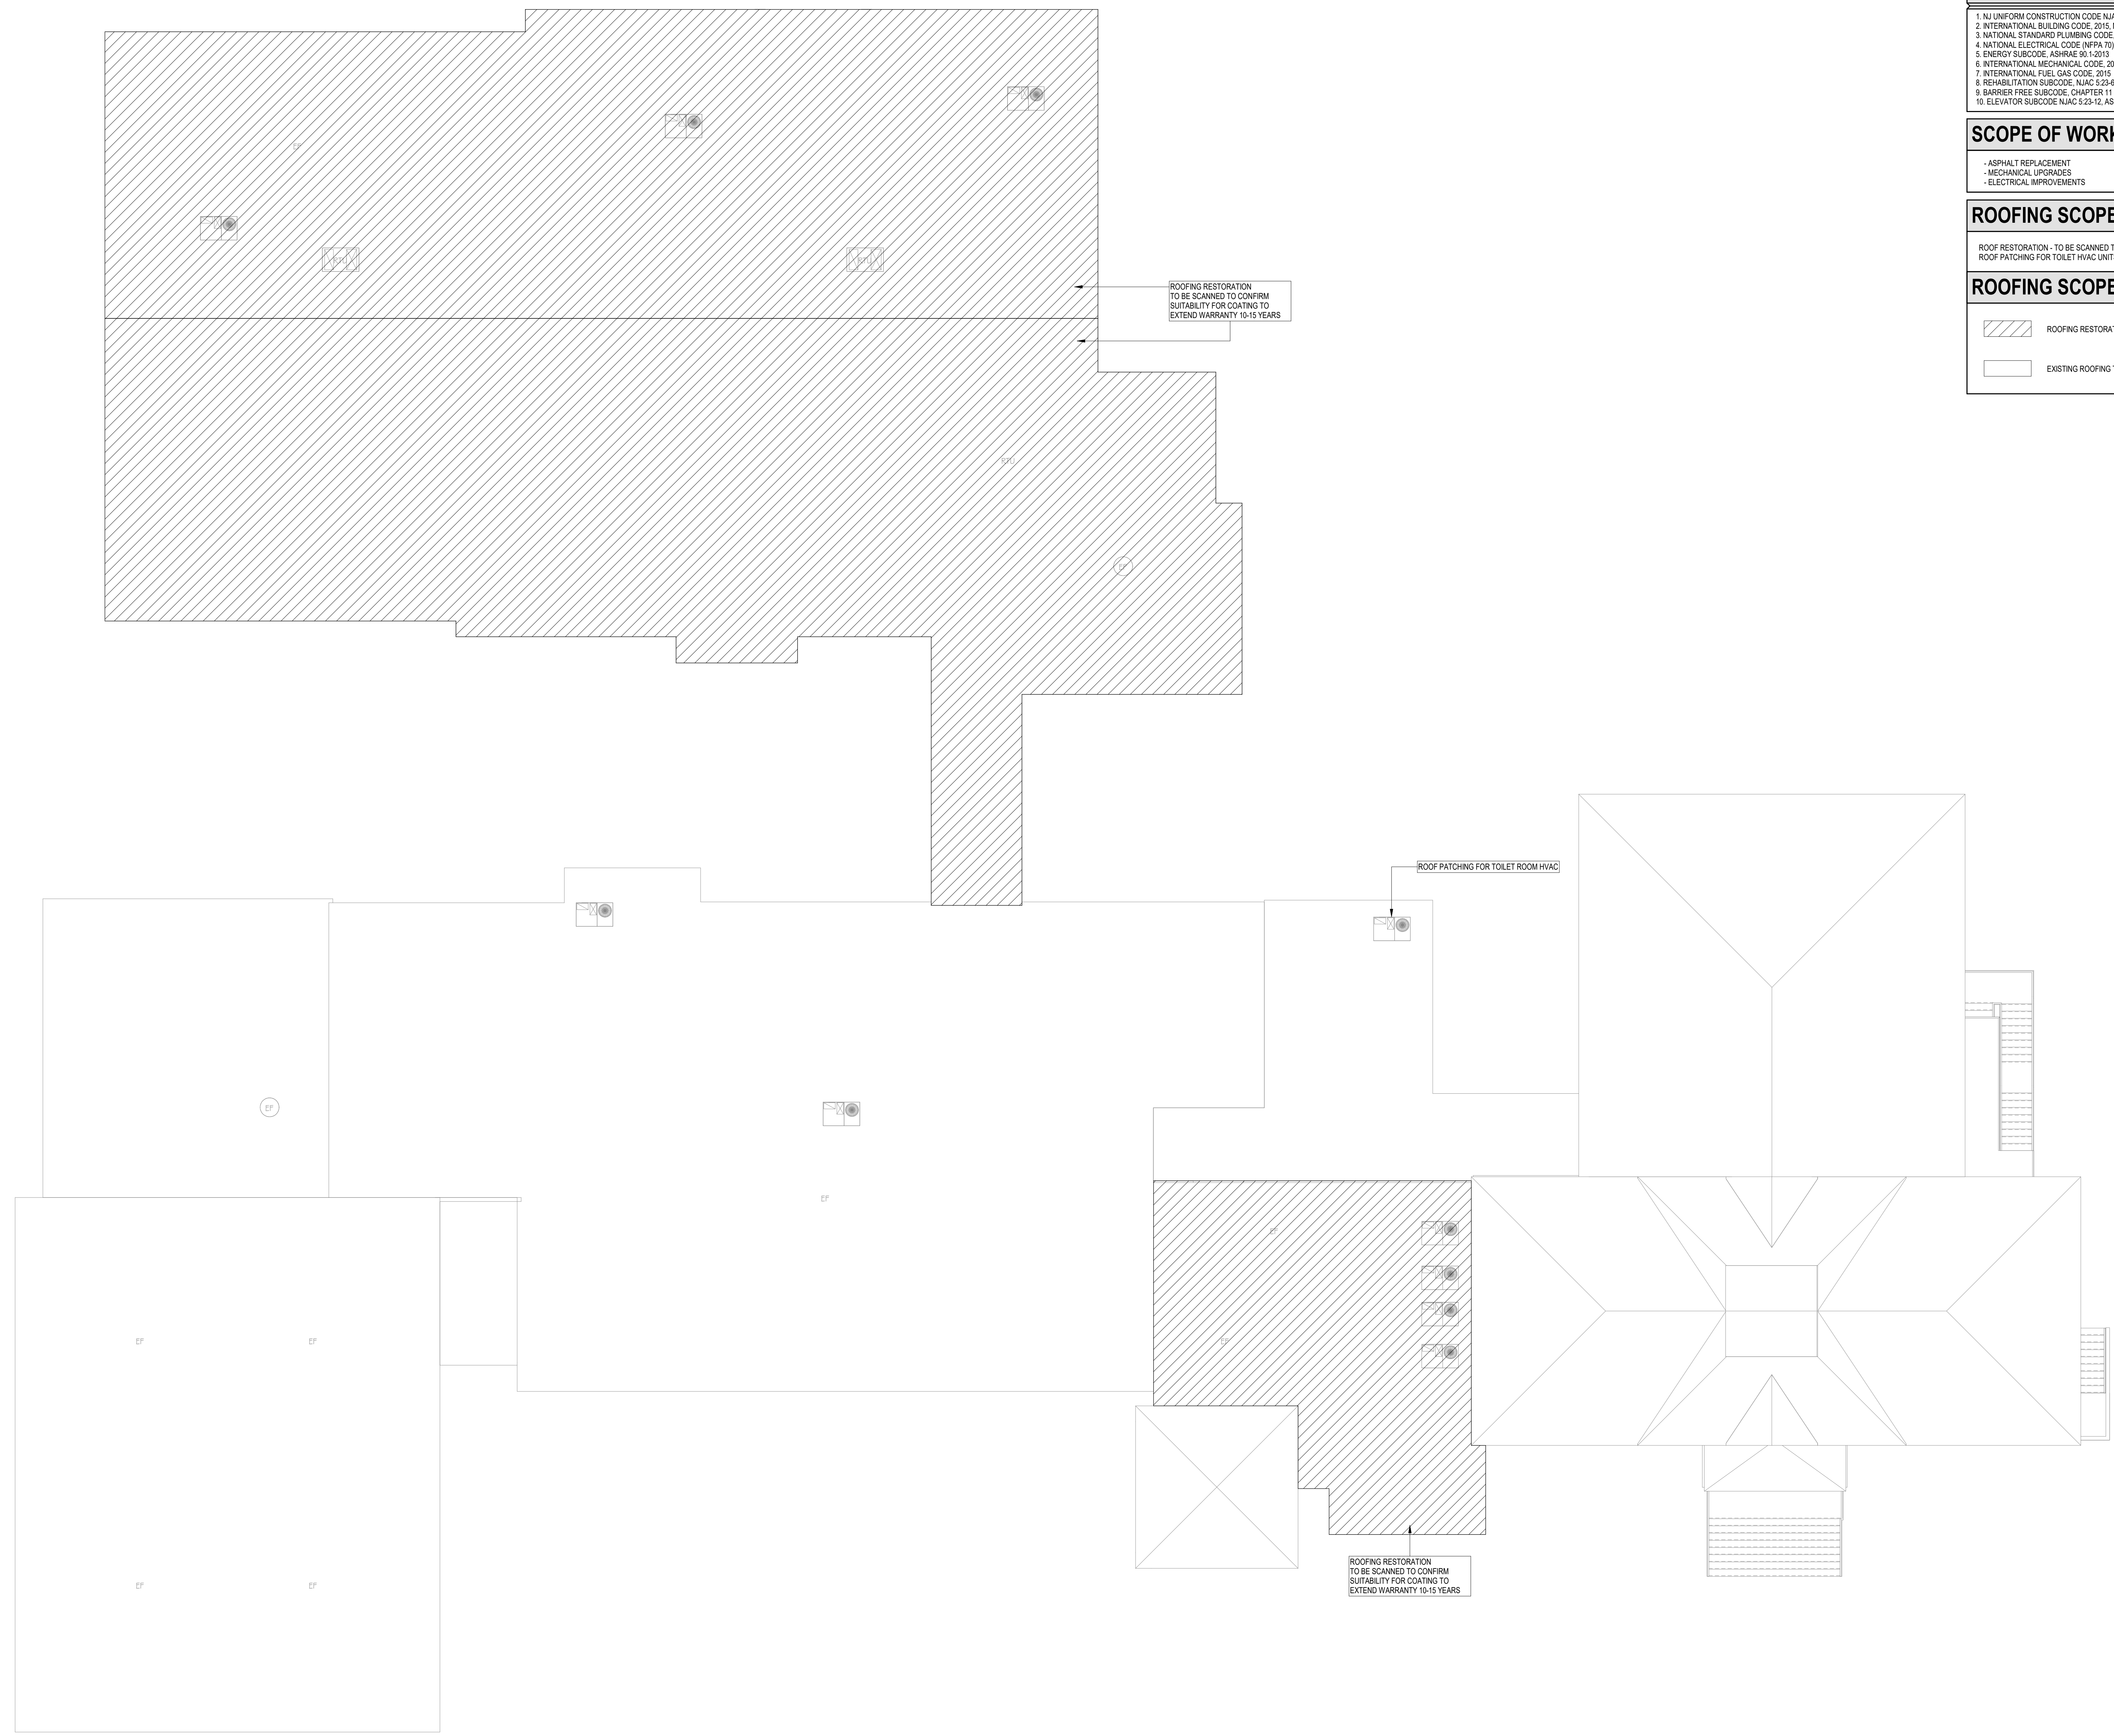 1. NJ UNIFORM CONSTRUCTION CODE NJA
2. INTERNATIONAL BUILDING CODE, 2015,
3. NATIONAL STANDARD PLUMBING CODE,
4. NATIONAL ELECTRICAL CODE (NFPA 70)
5. ENERGY SUBCODE, ASHRAE 90.1-2013
6. INTERNATIONAL MECHANICAL CODE, 20
7. INTERNATIONAL FUEL GAS CODE, 2015
8. REHABILITATION SUBCODE, NJAC 5:23-6
9. BARRIER FREE SUBCODE, CHAPTER 11
10. ELEVATOR SUBCODE NJAC 5:23-12, AS
SCOPE OF WORK
- ASPHALT REPLACEMENT
- MECHANICAL UPGRADES
- ELECTRICAL IMPROVEMENTS
ROOFING SCOPE
ROOF RESTORATION - TO BE SCANNED T
ROOF PATCHING FOR TOILET HVAC UNIT
ROOFING SCOPE
ROOFING RESTORAT
EXISTING ROOFING
EF
RTU
RTU
ROOFING RESTORATION
TO BE SCANNED TO CONFIRM
SUITABILITY FOR COATING TO
EXTEND WARRANTY 10-15 YEARS
RTU
EF
ROOF PATCHING FOR TOILET ROOM HVAC
EF
EF
EF
EF
EF
EF
EF
EF
ROOFING RESTORATION
TO BE SCANNED TO CONFIRM
SUITABILITY FOR COATING TO
EXTEND WARRANTY 10-15 YEARS